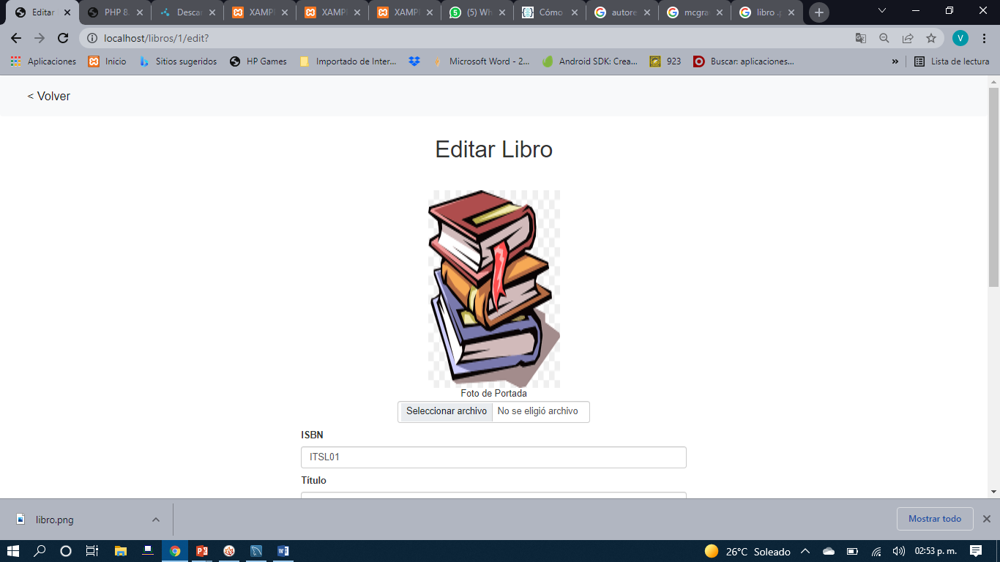 Editar
PHP 8.
Descar
XAMP
XAMP
XAMP
(5) Wh
Cómo
autore
mcgra
libro .p
localhost/libros/1/edit?
V
Aplicaciones
Inicio
Sitios sugeridos
HP Games
Importado de Inter...
Microsoft Word - 2...
Android SDK: Crea...
923
Buscar: aplicaciones...
»
Lista de lectura
< Volver
Editar Libro
Foto de Portada
Seleccionar archivo No se eligió archivo
ISBN
ITSL01
Título
libro.png
Mostrar todo
26°C Soleado
02:53 p. m.